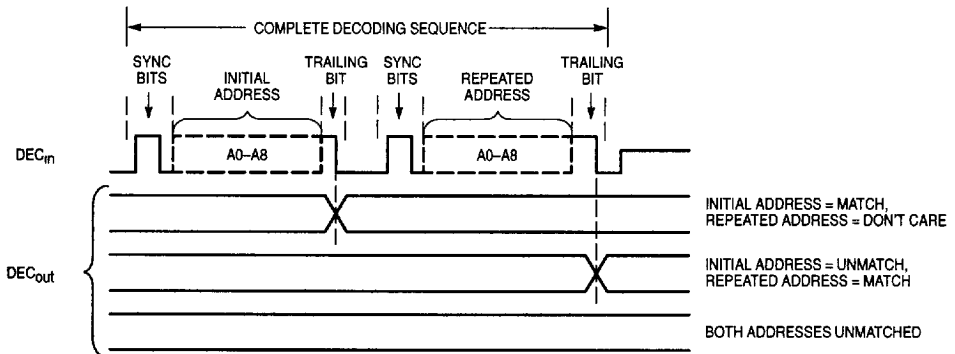 COMPLETE DECODING SEQUENCE
SYNC
BITS
INITIAL
ADDRESS
TRAILING
BIT
SYNC
BITS
REPEATED
ADDRESS
TRAILING
BIT
DECin
A0–A8
A0–A8
INITIAL ADDRESS = MATCH,
REPEATED ADDRESS = DON'T CARE
DECout
INITIAL ADDRESS = UNMATCH,
REPEATED ADDRESS = MATCH
BOTH ADDRESSES UNMATCHED